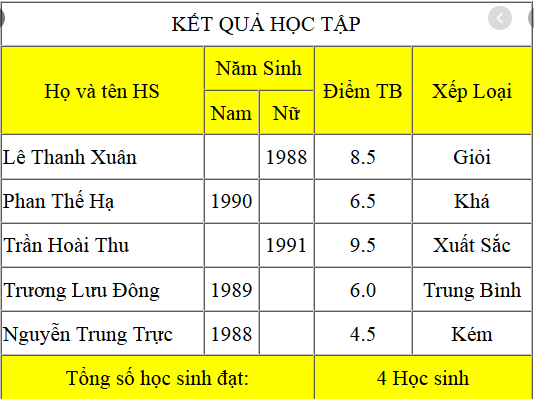 KẾT QUẢ HỌC TẬP
Họ và tên HS Năm Sinh Điểm TB Xếp Loại
Nam Nữ
Lê Thanh Xuân 1988 8.5 Giỏi
Phan Thế Hạ 1990 6.5 Khá
Trần Hoài Thu 1991 9.5 Xuất Sắc
Trương Lưu Đông 1989 6.0 Trung Bình
Nguyễn Trung Trực 1988 4.5 Kém
Tổng số học sinh đạt: 4 Học sinh